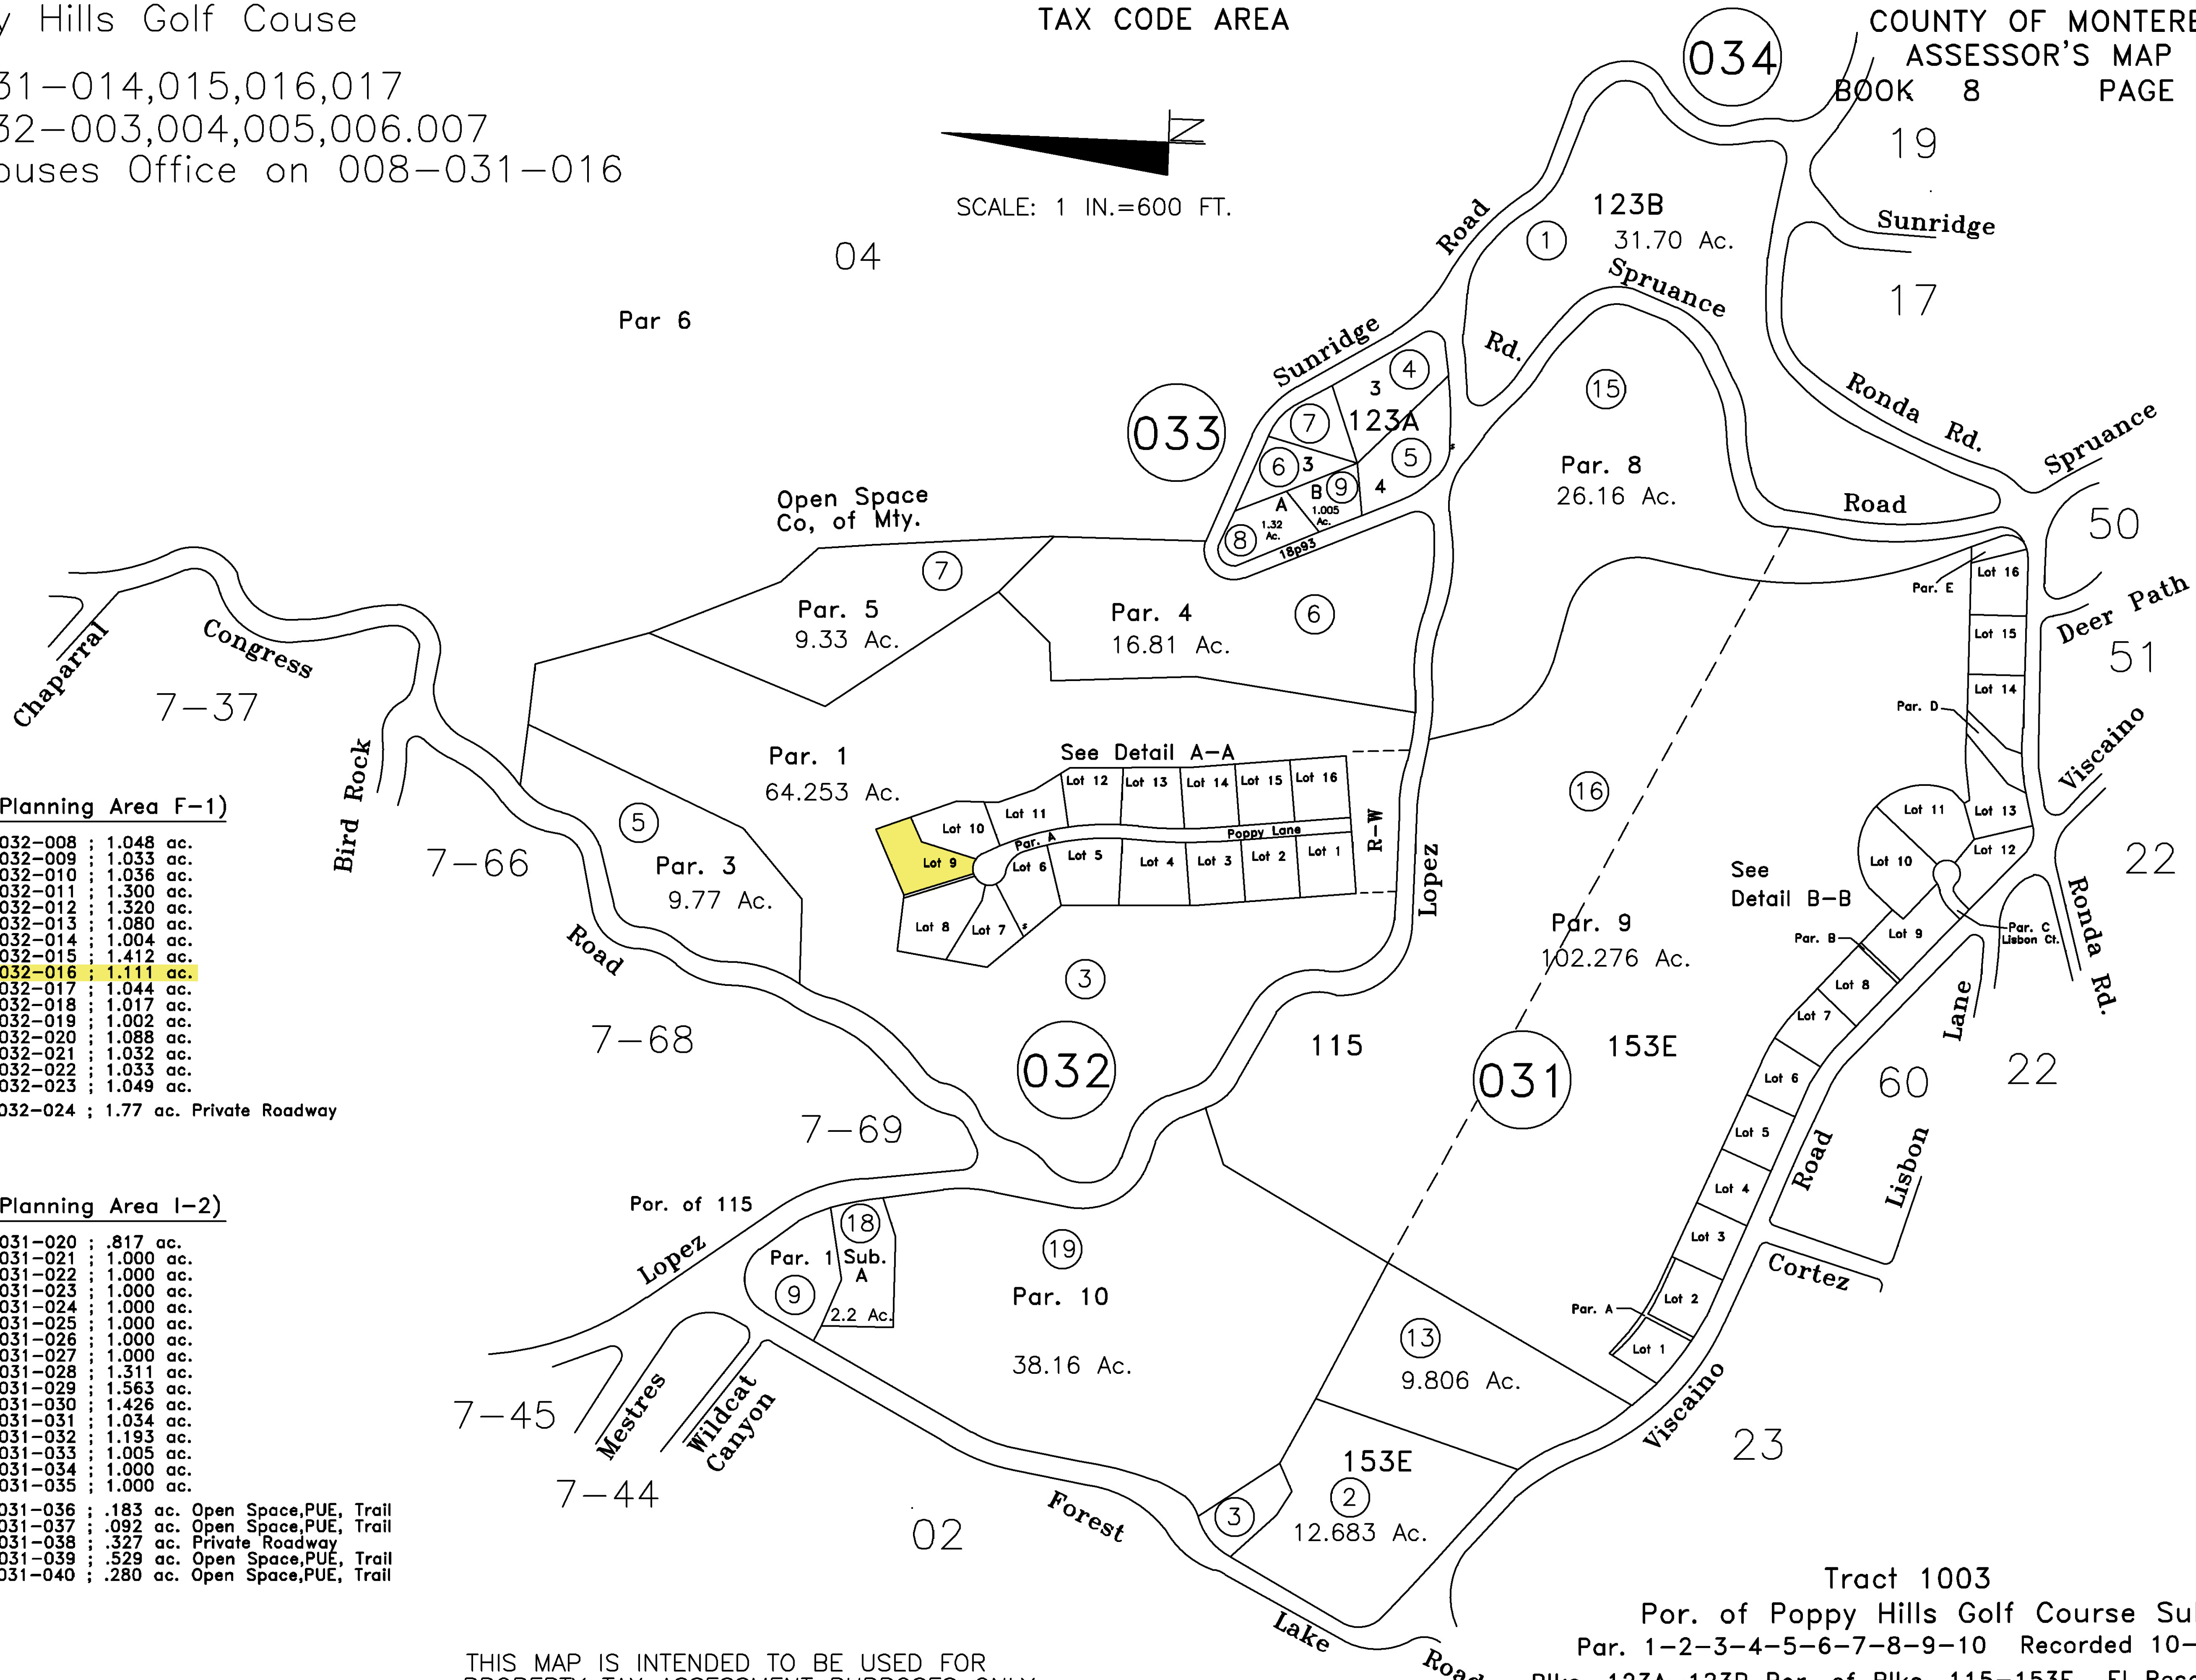 y Hills Golf Couse
31-014,015,016,017
32-003,004,005,006.007
ouses Office on 008-031-016
TAX CODE AREA
COUNTY OF MONTERE
ASSESSOR'S MAP
BOOK 8 PAGE
N
SCALE: 1 IN.=600 FT.
034
19
04
Par 6
123B
1
31.70 Ac.
Sunridge
17
Sunridge Road
Spruance Rd.
Ronda Rd.
Spruance
Road
033
4
3
123A
7
5
6
3
B
9
4
A
1.005
Ac.
1.32
Ac.
8
18p93
15
Par. 8
26.16 Ac.
50
Deer Path
51
Open Space
Co, of Mty.
7
Par. 5
9.33 Ac.
Par. 4
16.81 Ac.
6
Chaparral
Congress
7-37
Bird Rock
7-66
Road
Par. E
Lot 16
Lot 15
Lot 14
Par. D
Viscaino
Par. 1
64.253 Ac.
See Detail A-A
Lot 12
Lot 13
Lot 14
Lot 15
Lot 16
Lot 11
Lot 10
Par. A
Poppy Lane
Lot 9
Lot 6
Lot 5
Lot 4
Lot 3
Lot 2
Lot 1
Lot 8
Lot 7
R-W
Lopez
16
Par. 9
102.276 Ac.
5
Par. 3
9.77 Ac.
See
Detail B-B
Lot 11
Lot 13
Lot 12
Lot 10
22
Ronda Rd.
Par. C
Lisbon Ct.
Par. B
Lot 9
Lot 8
Lot 7
Lane
22
60
Lot 6
Lot 5
Lot 4
Lot 3
Lot 2
Par. A
Lot 1
Road
Lisbon
Cortez
Viscaino
23
Planning Area F-1)
032-008 ; 1.048 ac.
032-009 ; 1.033 ac.
032-010 ; 1.036 ac.
032-011 ; 1.300 ac.
032-012 ; 1.320 ac.
032-013 ; 1.080 ac.
032-014 ; 1.004 ac.
032-015 ; 1.412 ac.
032-016 ; 1.111 ac.
032-017 ; 1.044 ac.
032-018 ; 1.017 ac.
032-019 ; 1.002 ac.
032-020 ; 1.088 ac.
032-021 ; 1.032 ac.
032-022 ; 1.033 ac.
032-023 ; 1.049 ac.
032-024 ; 1.77 ac. Private Roadway
3
032
7-68
7-69
115
031
153E
Planning Area I-2)
031-020 ; .817 ac.
031-021 ; 1.000 ac.
031-022 ; 1.000 ac.
031-023 ; 1.000 ac.
031-024 ; 1.000 ac.
031-025 ; 1.000 ac.
031-026 ; 1.000 ac.
031-027 ; 1.000 ac.
031-028 ; 1.311 ac.
031-029 ; 1.563 ac.
031-030 ; 1.426 ac.
031-031 ; 1.034 ac.
031-032 ; 1.193 ac.
031-033 ; 1.005 ac.
031-034 ; 1.000 ac.
031-035 ; 1.000 ac.
031-036 ; .183 ac. Open Space,PUE, Trail
031-037 ; .092 ac. Open Space,PUE, Trail
031-038 ; .327 ac. Private Roadway
031-039 ; .529 ac. Open Space,PUE, Trail
031-040 ; .280 ac. Open Space,PUE, Trail
Por. of 115
Lopez
18
Par. 1
Sub.
A
9
2.2 Ac.
19
Par. 10
38.16 Ac.
13
9.806 Ac.
7-45
Mestres
Wildcat
Canyon
7-44
02
Forest
Lake
Road
153E
3
2
12.683 Ac.
THIS MAP IS INTENDED TO BE USED FOR
PROPERTY TAX ASSESSMENT PURPOSES ONLY
Tract 1003
Por. of Poppy Hills Golf Course Su
Par. 1-2-3-4-5-6-7-8-9-10 Recorded 10-
Blks. 123A-123B Por. of Blks. 115-153E